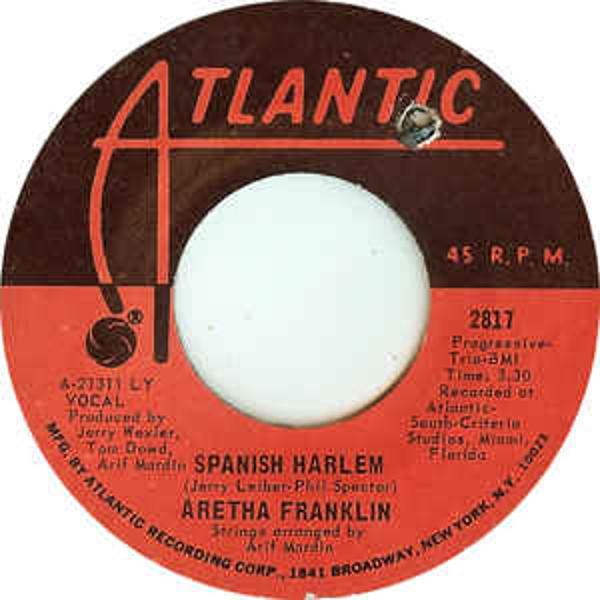 ATLANTIC
45 R.P.M.
®
2817
Progressive-
Trio-BMI
Time: 3:30
Recorded at
Atlantic-
South-Criteria
Studios, Miami,
Florida
A-21311 LY
VOCAL
Produced by
Jerry Wexler,
Tom Dowd,
Arif Mardin
SPANISH HARLEM
(Jerry Leiber-Phil Spector)
ARETHA FRANKLIN
Strings arranged by
Arif Mardin
MFG. BY ATLANTIC RECORDING CORP., 1841 BROADWAY, NEW YORK, N.Y. 10023